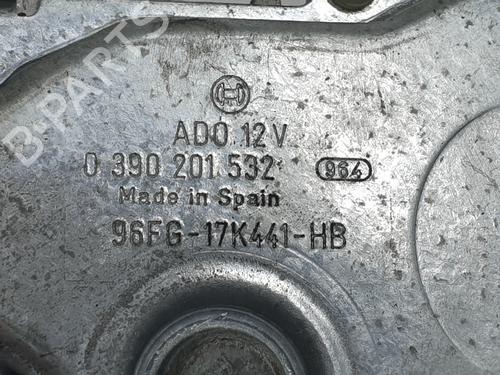 ADO 12V
0 390 201 532
964
Made in Spain
96FG-17K441-HB
B-PARTS